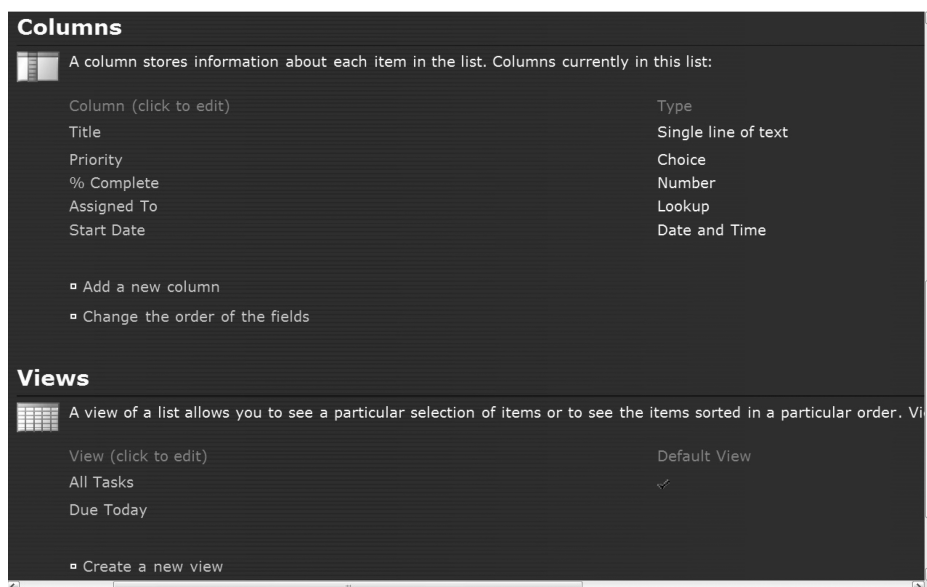 Columns
A column stores information about each item in the list. Columns currently in this list:
Column (click to edit) Type
Title Single line of text
Priority Choice
% Complete Number
Assigned To Lookup
Start Date Date and Time
Add a new column
Change the order of the fields
Views
A view of a list allows you to see a particular selection of items or to see the items sorted in a particular order.
View (click to edit) Default View
All Tasks
Due Today
Create a new view